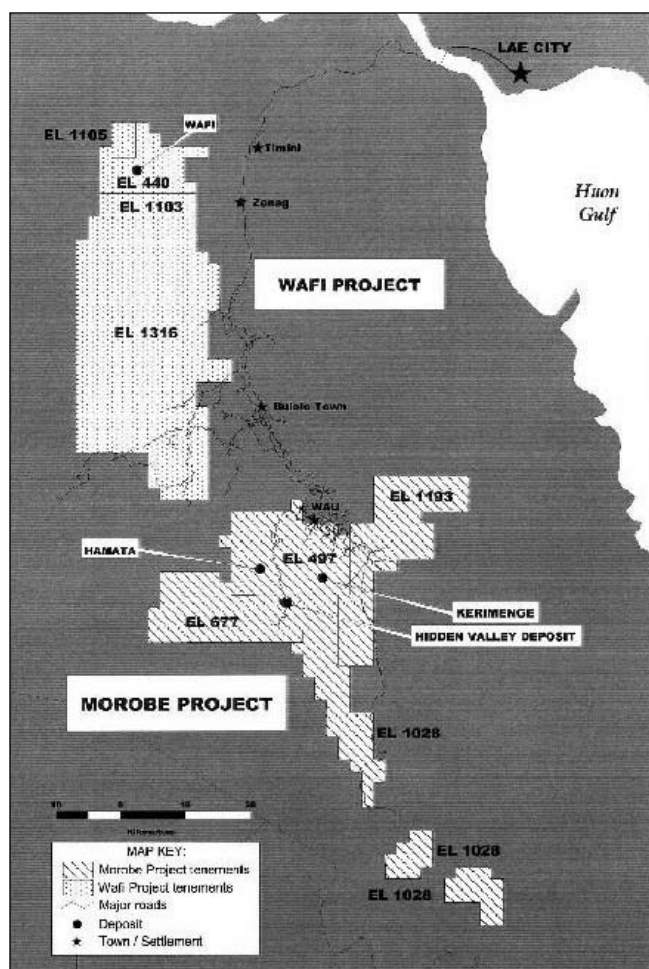 LAE CITY
EL 1105
WAFI
Timini
EL 440
Zenag
EL 1103
Huon
Gulf
WAFI PROJECT
EL 1316
Bulolo Town
EL 1193
WAU
HAMATA
EL 497
KERIMENGE
EL 677
HIDDEN VALLEY DEPOSIT
MOROBE PROJECT
EL 1028
10 0 10 20
Kilometres
EL 1028
EL 1028
MAP KEY:
Morobe Project tenements
Wafi Project tenements
Major roads
Deposit
Town / Settlement